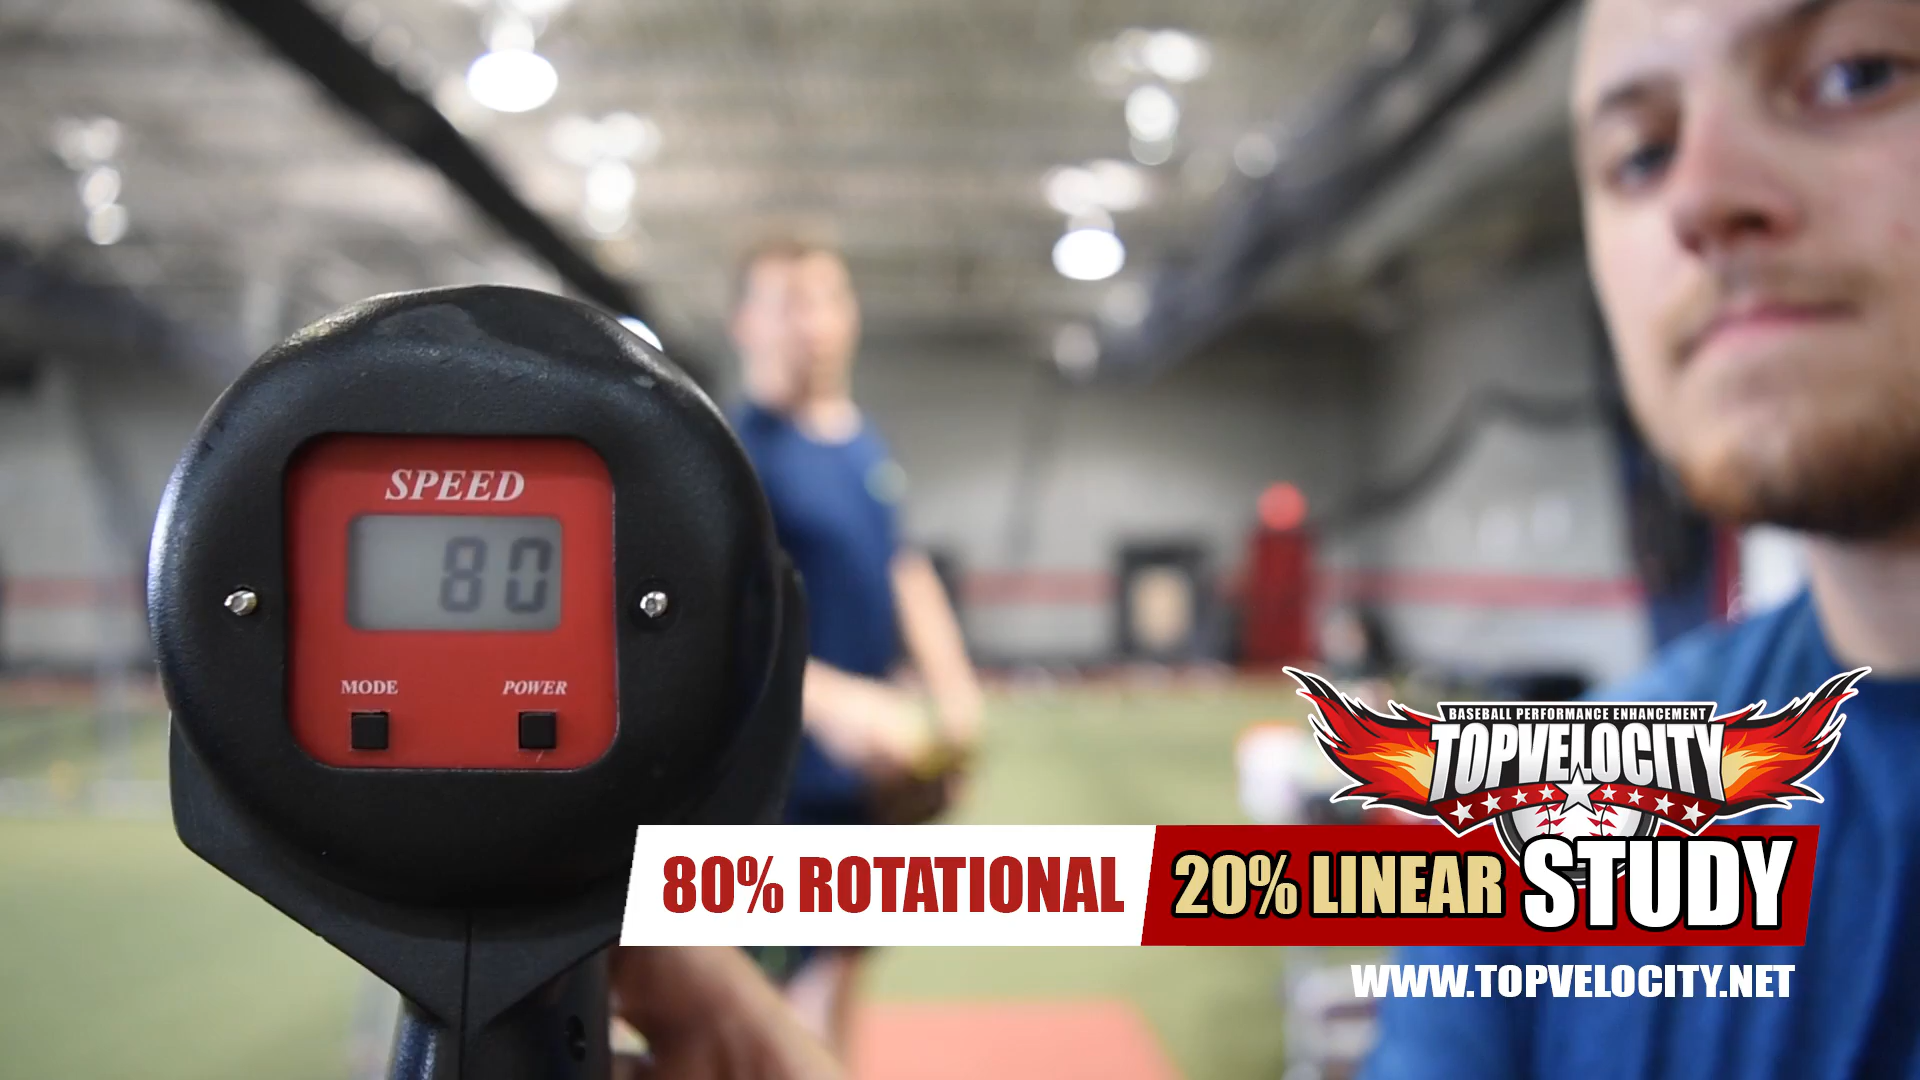 SPEED
80
MODE POWER
BASEBALL PERFORMANCE ENHANCEMENT
TOPVELOCITY
80% ROTATIONAL 20% LINEAR STUDY
WWW.TOPVELOCITY.NET